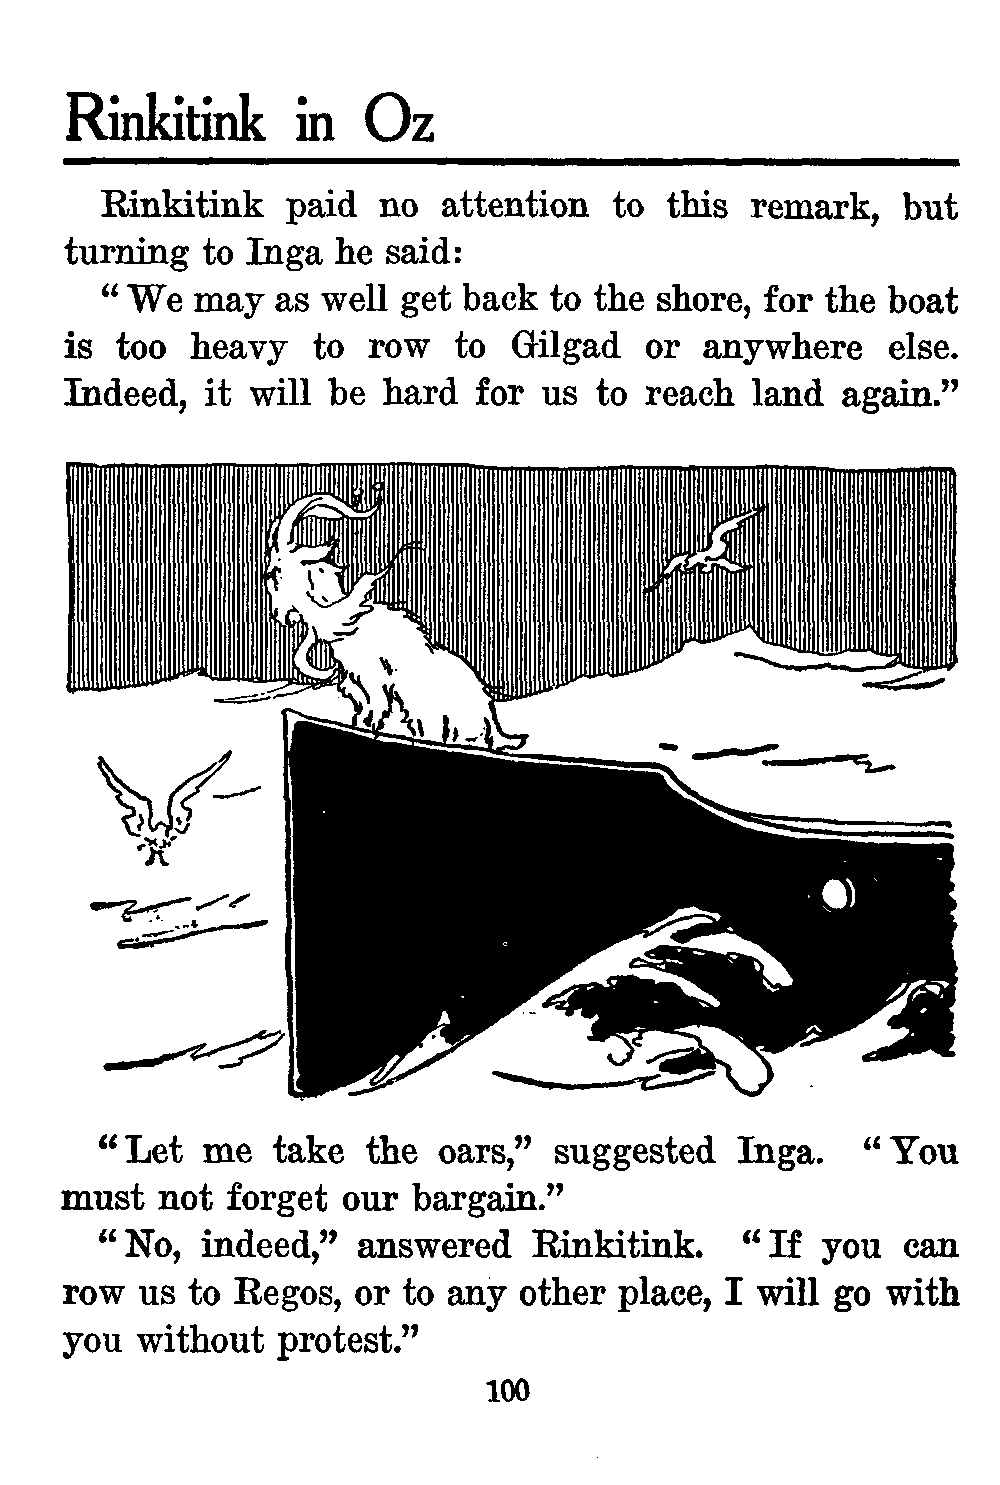 Rinkitink in Oz
Rinkitink paid no attention to this remark, but
turning to Inga he said:
“We may as well get back to the shore, for the boat
is too heavy to row to Gilgad or anywhere else.
Indeed, it will be hard for us to reach land again.”
“Let me take the oars,” suggested Inga. “You
must not forget our bargain.”
“No, indeed,” answered Rinkitink. “If you can
row us to Regos, or to any other place, I will go with
you without protest.”
100